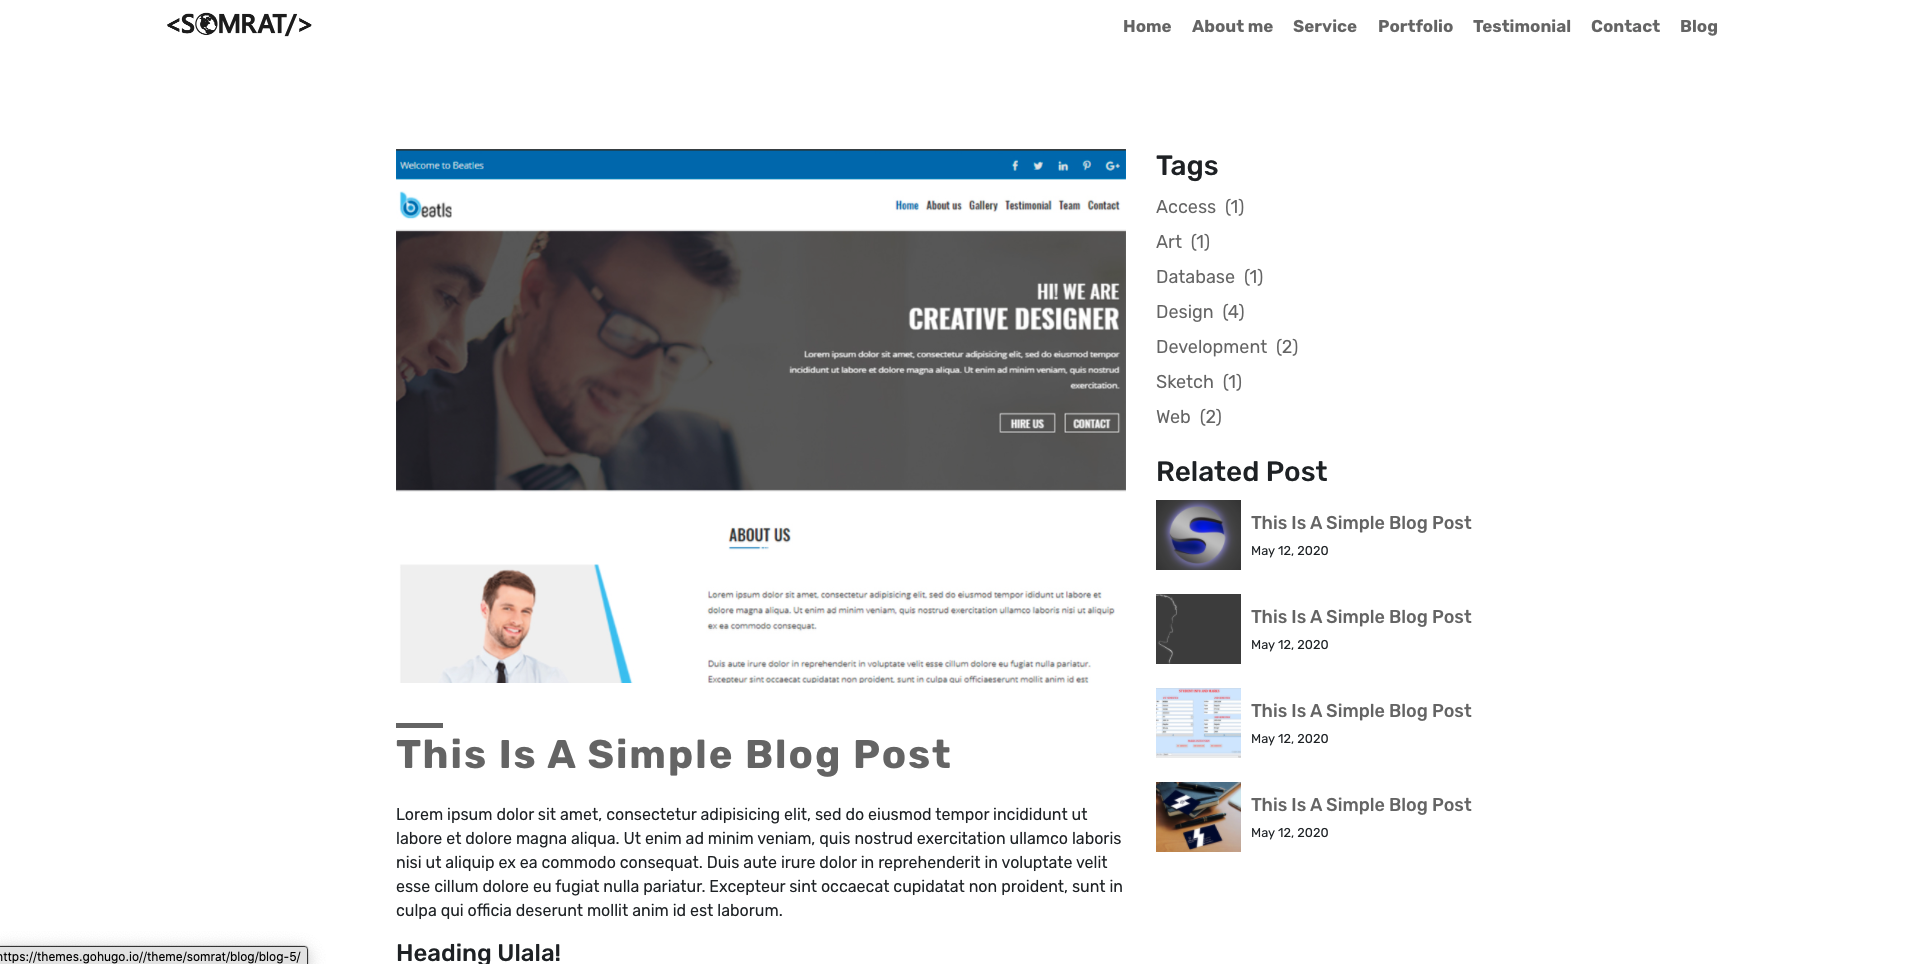 <SOMRAT/>
Home About me Service Portfolio Testimonial Contact Blog
Welcome to Beatles
beatls
Home About us Gallery Testimonial Team Contact
HI! WE ARE
CREATIVE DESIGNER
Lorem ipsum dolor sit amet, consectetur adipisicing elit, sed do eiusmod tempor
incididunt ut labore et dolore magna aliqua. Ut enim ad minim veniam, quis nostrud
exercitation.
HIRE US CONTACT
ABOUT US
Lorem ipsum dolor sit amet, consectetur adipisicing elit, sed do eiusmod tempor ididunt ut labore et
dolore magna aliqua. Ut enim ad minim veniam, quis nostrud exercitation ullamco laboris nisi ut aliquip
ex ea commodo consequat.
Duis aute irure dolor in reprehenderit in voluptate velit esse cillum dolore eu fugiat nulla pariatur.
Excepteur sint occaecat cupidatat non proident, sunt in culpa qui officiaeserunt mollit anim id est
This Is A Simple Blog Post
Lorem ipsum dolor sit amet, consectetur adipisicing elit, sed do eiusmod tempor incididunt ut
labore et dolore magna aliqua. Ut enim ad minim veniam, quis nostrud exercitation ullamco laboris
nisi ut aliquip ex ea commodo consequat. Duis aute irure dolor in reprehenderit in voluptate velit
esse cillum dolore eu fugiat nulla pariatur. Excepteur sint occaecat cupidatat non proident, sunt in
culpa qui officia deserunt mollit anim id est laborum.
Heading Ulala!
Tags
Access (1)
Art (1)
Database (1)
Design (4)
Development (2)
Sketch (1)
Web (2)
Related Post
This Is A Simple Blog Post
May 12, 2020
This Is A Simple Blog Post
May 12, 2020
This Is A Simple Blog Post
May 12, 2020
This Is A Simple Blog Post
May 12, 2020
https://themes.gohugo.io//theme/somrat/blog/blog-5/